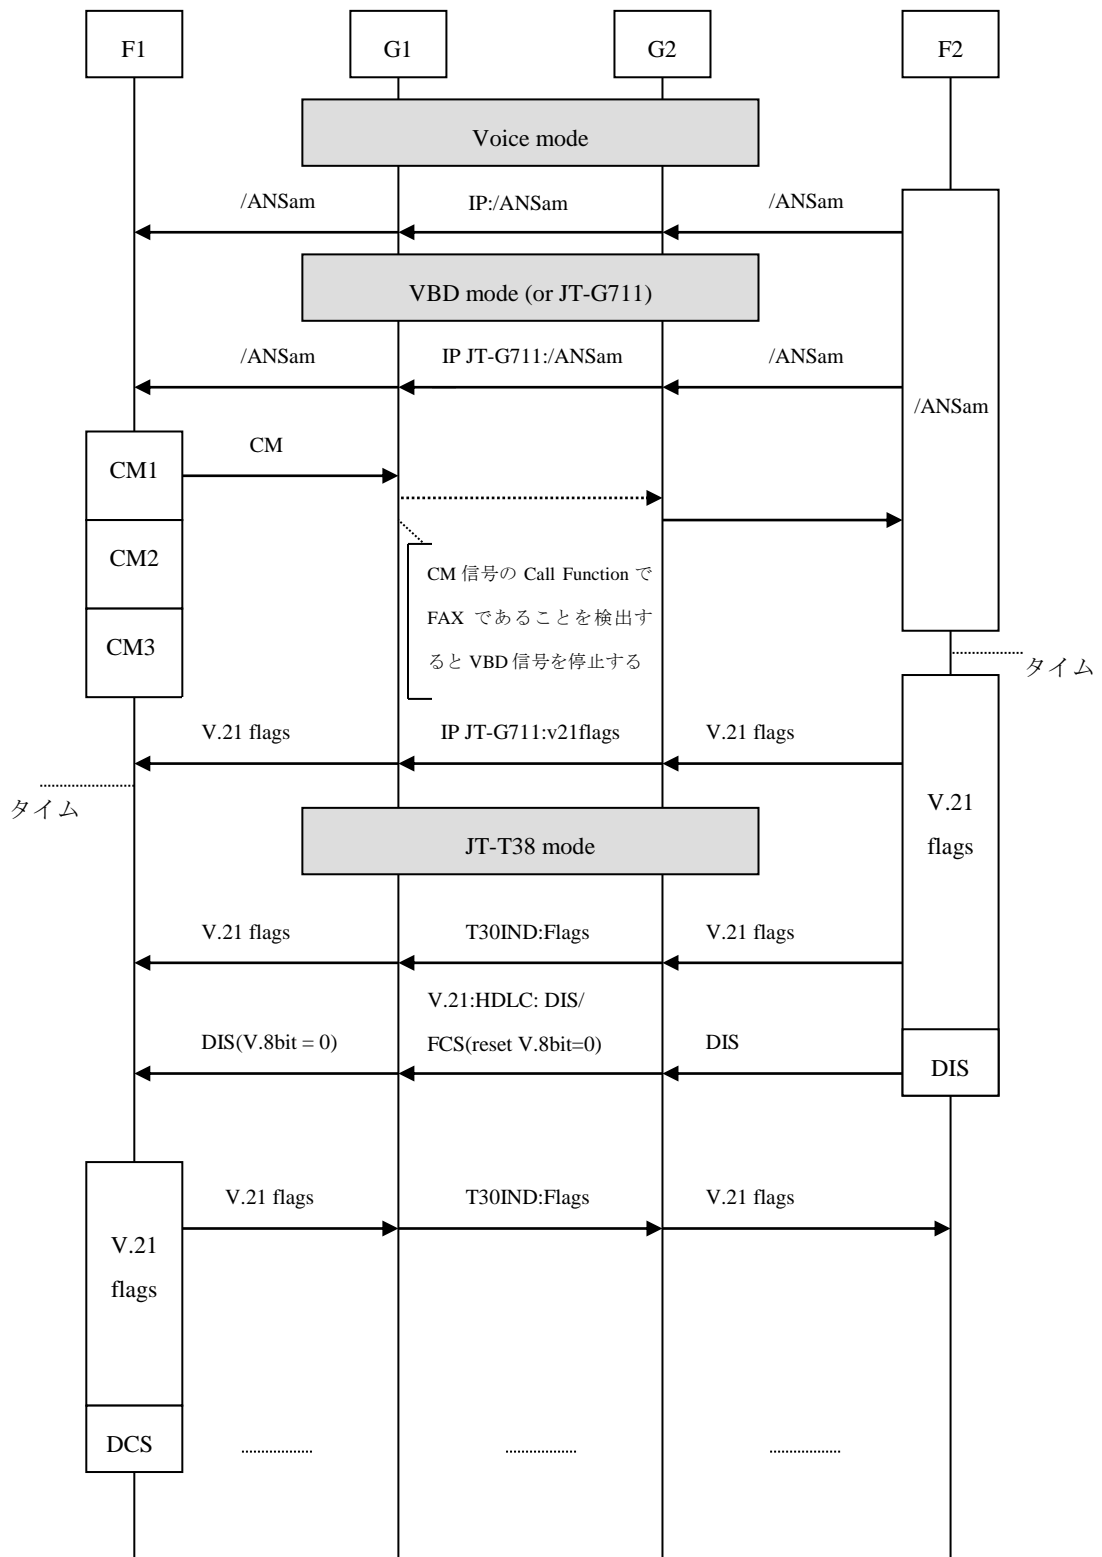 F1
G1
G2
F2
Voice mode
/ANSam
IP:/ANSam
/ANSam
VBD mode (or JT-G711)
/ANSam
IP JT-G711:/ANSam
/ANSam
/ANSam
CM1
CM
CM2
CM3
CM 信号の Call Function で
FAX であることを検出す
ると VBD 信号を停止する
タイム
V.21 flags
IP JT-G711:v21flags
V.21 flags
タイム
V.21
flags
JT-T38 mode
V.21 flags
T30IND:Flags
V.21 flags
V.21:HDLC: DIS/
FCS(reset V.8bit=0)
DIS(V.8bit = 0)
DIS
DIS
V.21 flags
T30IND:Flags
V.21 flags
V.21
flags
DCS